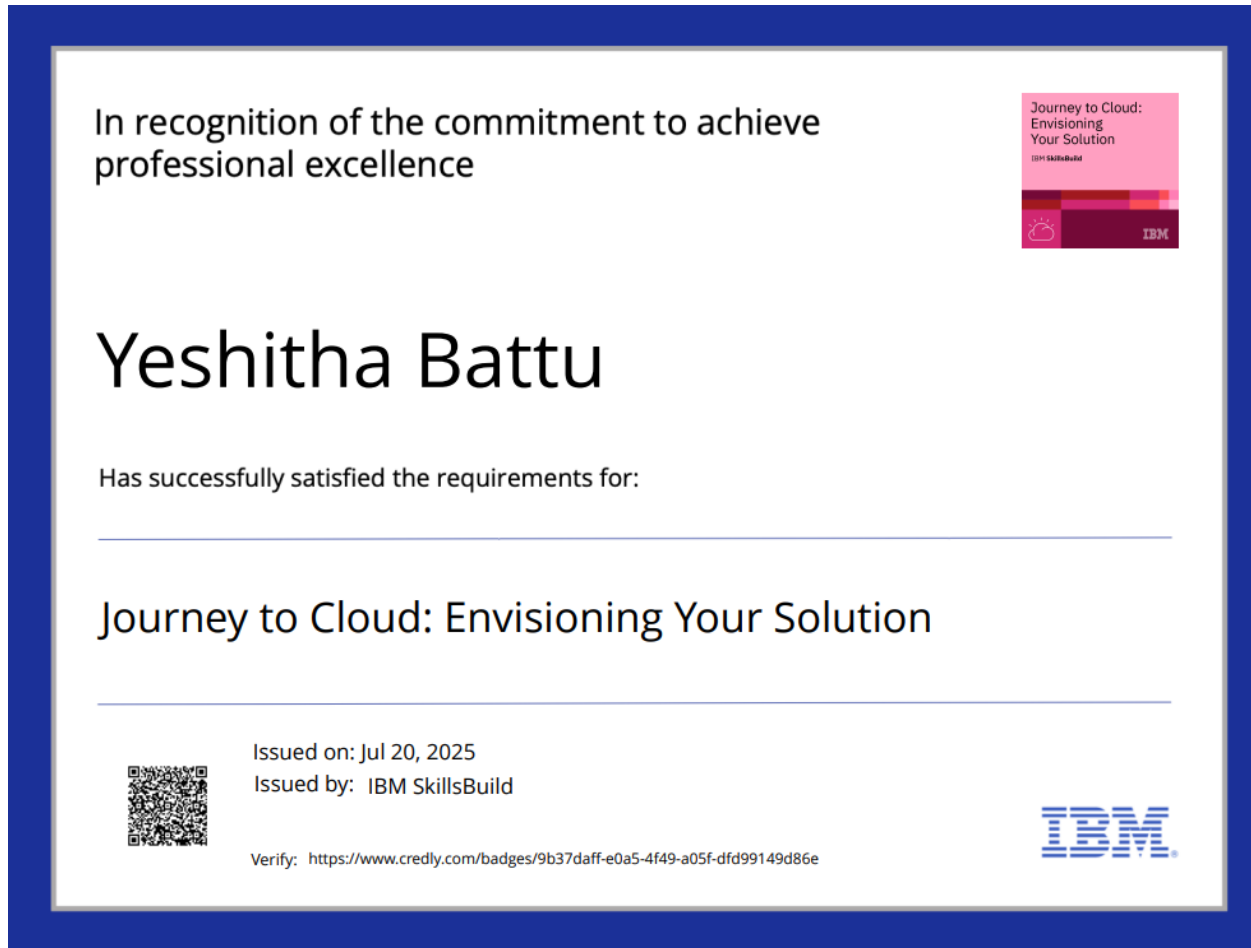 In recognition of the commitment to achieve
professional excellence
Journey to Cloud:
Envisioning
Your Solution
IBM SkillsBuild
IBM
Yeshitha Battu
Has successfully satisfied the requirements for:
Journey to Cloud: Envisioning Your Solution
Issued on: Jul 20, 2025
Issued by: IBM SkillsBuild
Verify: https://www.credly.com/badges/9b37daff-e0a5-4f49-a05f-dfd99149d86e
IBM®